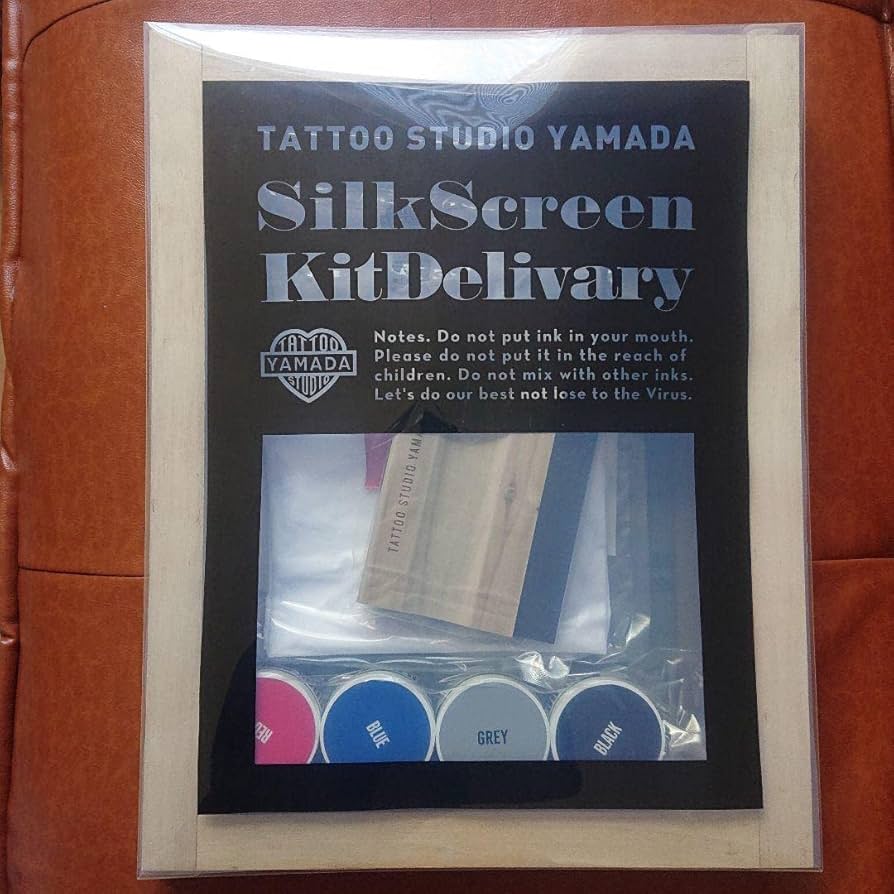 TATTOO STUDIO YAMADA
SilkScreen
KitDelivary
TATTOO
YAMADA
STUDIO
Notes. Do not put ink in your mouth.
Please do not put it in the reach of
children. Do not mix with other inks.
Let's do our best not lose to the Virus.
TATTOO STUDIO YAMA
RED
BLUE
GREY
BLACK